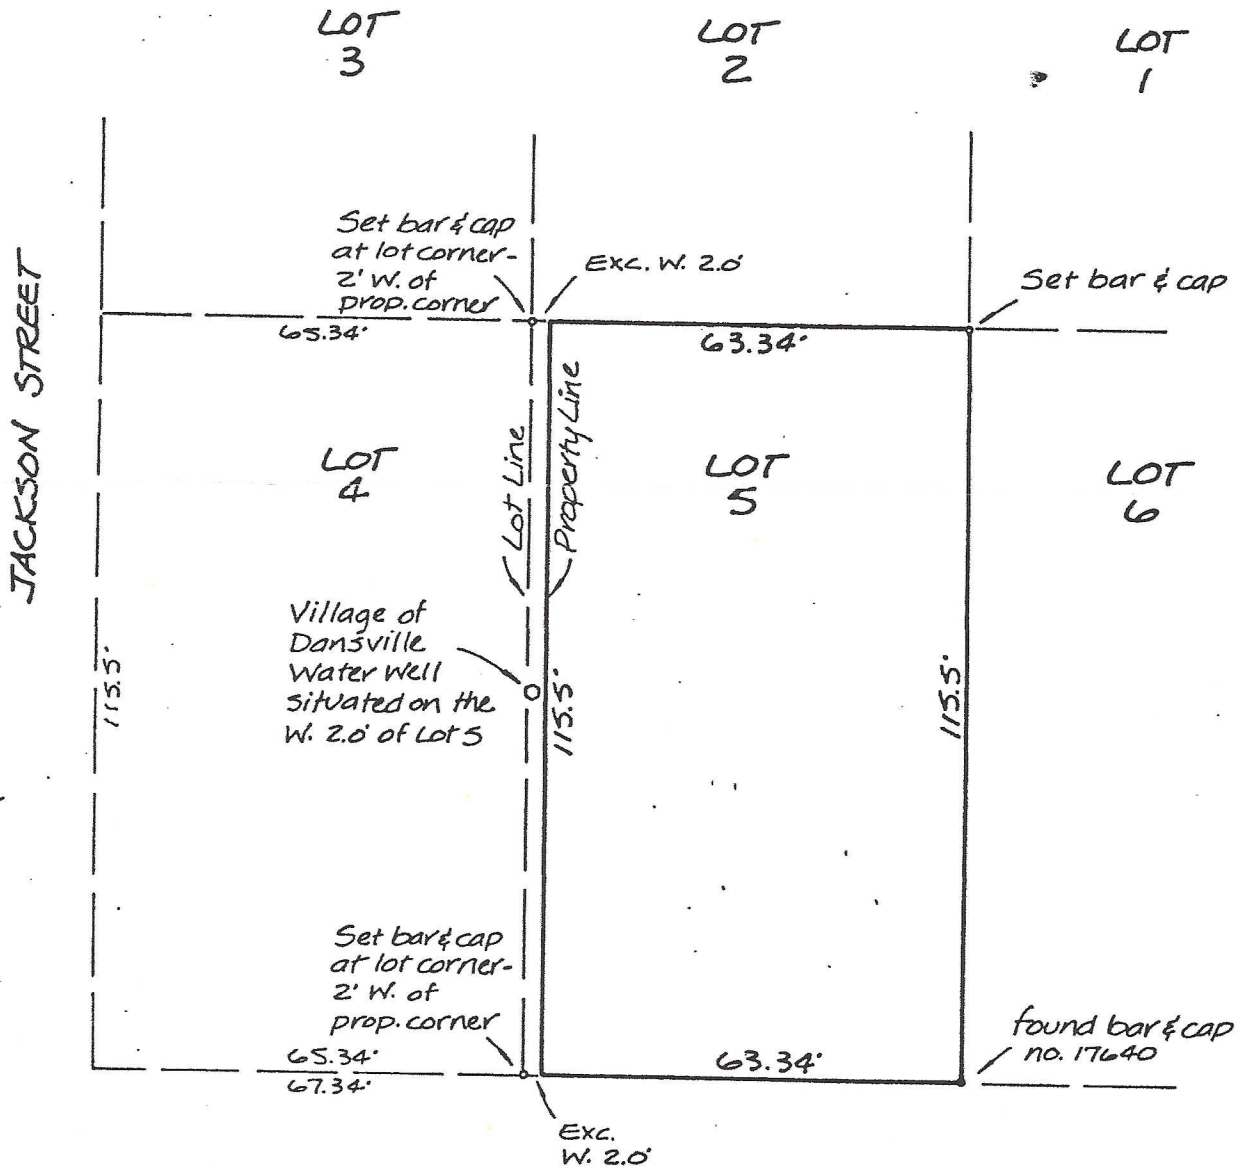 LOT
3
LOT
2
LOT
1
Set bar & cap
at lot corner-
2' W. of
prop. corner
Exc. W. 2.0'
Set bar & cap
65.34'
63.34'
JACKSON STREET
Lot Line
Property Line
LOT
4
LOT
5
LOT
6
Village of
Dansville
Water Well
situated on the
W. 2.0' of Lot 5
115.5'
115.5'
115.5'
Set bar & cap
at lot corner-
2' W. of
prop. corner
65.34'
67.34'
63.34'
found bar & cap
no. 17640
Exc.
W. 2.0'